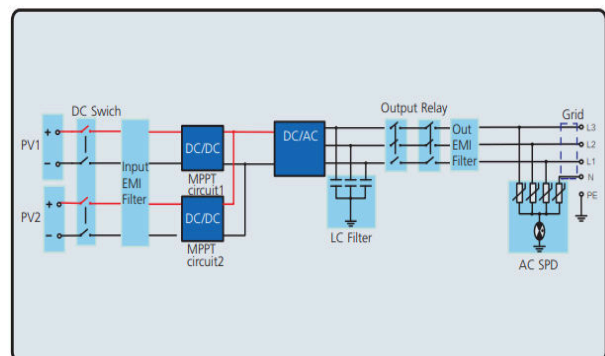 DC Swich
Output Relay
Grid
PV1
+
−
Input
EMI
Filter
DC/DC
MPPT
circuit1
DC/AC
Out
EMI
Filter
L3
L2
L1
N
PE
PV2
+
−
DC/DC
MPPT
circuit2
LC Filter
AC SPD